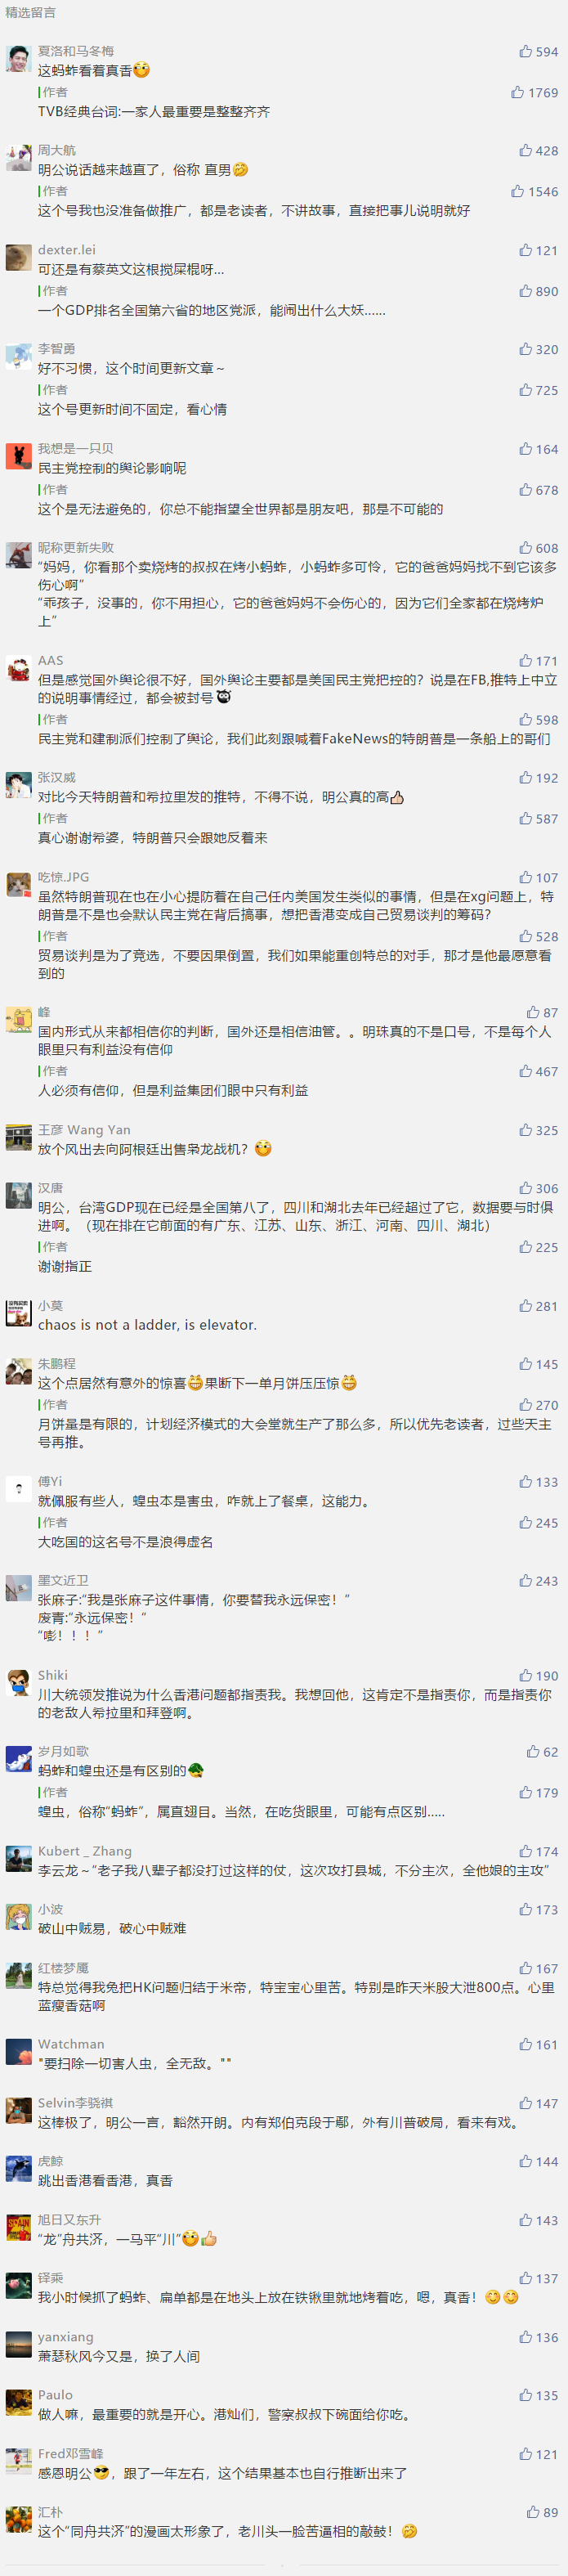 精选留言
夏洛和马冬梅 594
这蚂蚱看着真香
作者 1769
TVB经典台词:一家人最重要是整整齐齐
周大航 428
明公说话越来越直了，俗称 直男
作者 1546
这个号我也没准备做推广，都是老读者，不讲故事，直接把事儿说明就好
dexter.lei 121
可还是有蔡英文这根搅屎棍呀...
作者 890
一个GDP排名全国第六省的地区党派，能闹出什么大妖......
李智勇 320
好不习惯，这个时间更新文章～
作者 725
这个号更新时间不固定，看心情
我想是一只贝 164
民主党控制的舆论影响呢
作者 678
这个是无法避免的，你总不能指望全世界都是朋友吧，那是不可能的
昵称更新失败 608
“妈妈，你看那个卖烧烤的叔叔在烤小蚂蚱，小蚂蚱多可怜，它的爸爸妈妈找不到它该多
伤心啊”
“乖孩子，没事的，你不用担心，它的爸爸妈妈不会伤心的，因为它们全家都在烧烤炉
上”
AAS 171
但是感觉国外舆论很不好，国外舆论主要都是美国民主党把控的？说是在FB,推特上中立
的说明事情经过，都会被封号
作者 598
民主党和建制派们控制了舆论，我们此刻跟喊着FakeNews的特朗普是一条船上的哥们
张汉威 192
对比今天特朗普和希拉里发的推特，不得不说，明公真的高
作者 587
真心谢谢希婆，特朗普只会跟她反着来
吃惊.JPG 107
虽然特朗普现在也在小心提防着在自己任内美国发生类似的事情，但是在xg问题上，特
朗普是不是也会默认民主党在背后搞事，想把香港变成自己贸易谈判的筹码？
作者 528
贸易谈判是为了竞选，不要因果倒置，我们如果能重创特总的对手，那才是他最愿意看
到的
峰 87
国内形式从来都相信你的判断，国外还是相信油管。。明珠真的不是口号，不是每个人
眼里只有利益没有信仰
作者 467
人必须有信仰，但是利益集团们眼中只有利益
王彦 Wang Yan 325
放个风出去向阿根廷出售枭龙战机？
汉唐 306
明公，台湾GDP现在已经是全国第八了，四川和湖北去年已经超过了它，数据要与时俱
进啊。（现在排在它前面的有广东、江苏、山东、浙江、河南、四川、湖北）
作者 225
谢谢指正
小莫 281
chaos is not a ladder, is elevator.
朱鹏程 145
这个点居然有意外的惊喜果断下一单月饼压压惊
作者 270
月饼量是有限的，计划经济模式的大会堂就生产了那么多，所以优先老读者，过些天主
号再推。
傅Yi 133
就佩服有些人，蝗虫本是害虫，咋就上了餐桌，这能力。
作者 245
大吃国的这名号不是浪得虚名
墨文近卫 243
张麻子:“我是张麻子这件事情，你要替我永远保密！”
废青:“永远保密！”
“嘭！！！”
Shiki 190
川大统领发推说为什么香港问题都指责我。我想回他，这肯定不是指责你，而是指责你
的老敌人希拉里和拜登啊。
岁月如歌 62
蚂蚱和蝗虫还是有区别的
作者 179
蝗虫，俗称“蚂蚱”，属直翅目。当然，在吃货眼里，可能有点区别.....
Kubert _ Zhang 174
李云龙～“老子我八辈子都没打过这样的仗，这次攻打县城，不分主次，全他娘的主攻”
小波 173
破山中贼易，破心中贼难
红楼梦魇 167
特总觉得我兔把HK问题归结于米帝，特宝宝心里苦。特别是昨天米股大泄800点。心里
蓝瘦香菇啊
Watchman 161
"要扫除一切害人虫，全无敌。""
Selvin李骁祺 147
这棒极了，明公一言，豁然开朗。内有郑伯克段于鄢，外有川普破局，看来有戏。
虎鲸 144
跳出香港看香港，真香
旭日又东升 143
“龙”舟共济，一马平“川”
铎乘 137
我小时候抓了蚂蚱、扁单都是在地头上放在铁锹里就地烤着吃，嗯，真香！
yanxiang 136
萧瑟秋风今又是，换了人间
Paulo 135
做人嘛，最重要的就是开心。港灿们，警察叔叔下碗面给你吃。
Fred邓雪峰 121
感恩明公，跟了一年左右，这个结果基本也自行推断出来了
汇朴 89
这个“同舟共济”的漫画太形象了，老川头一脸苦逼相的敲鼓！